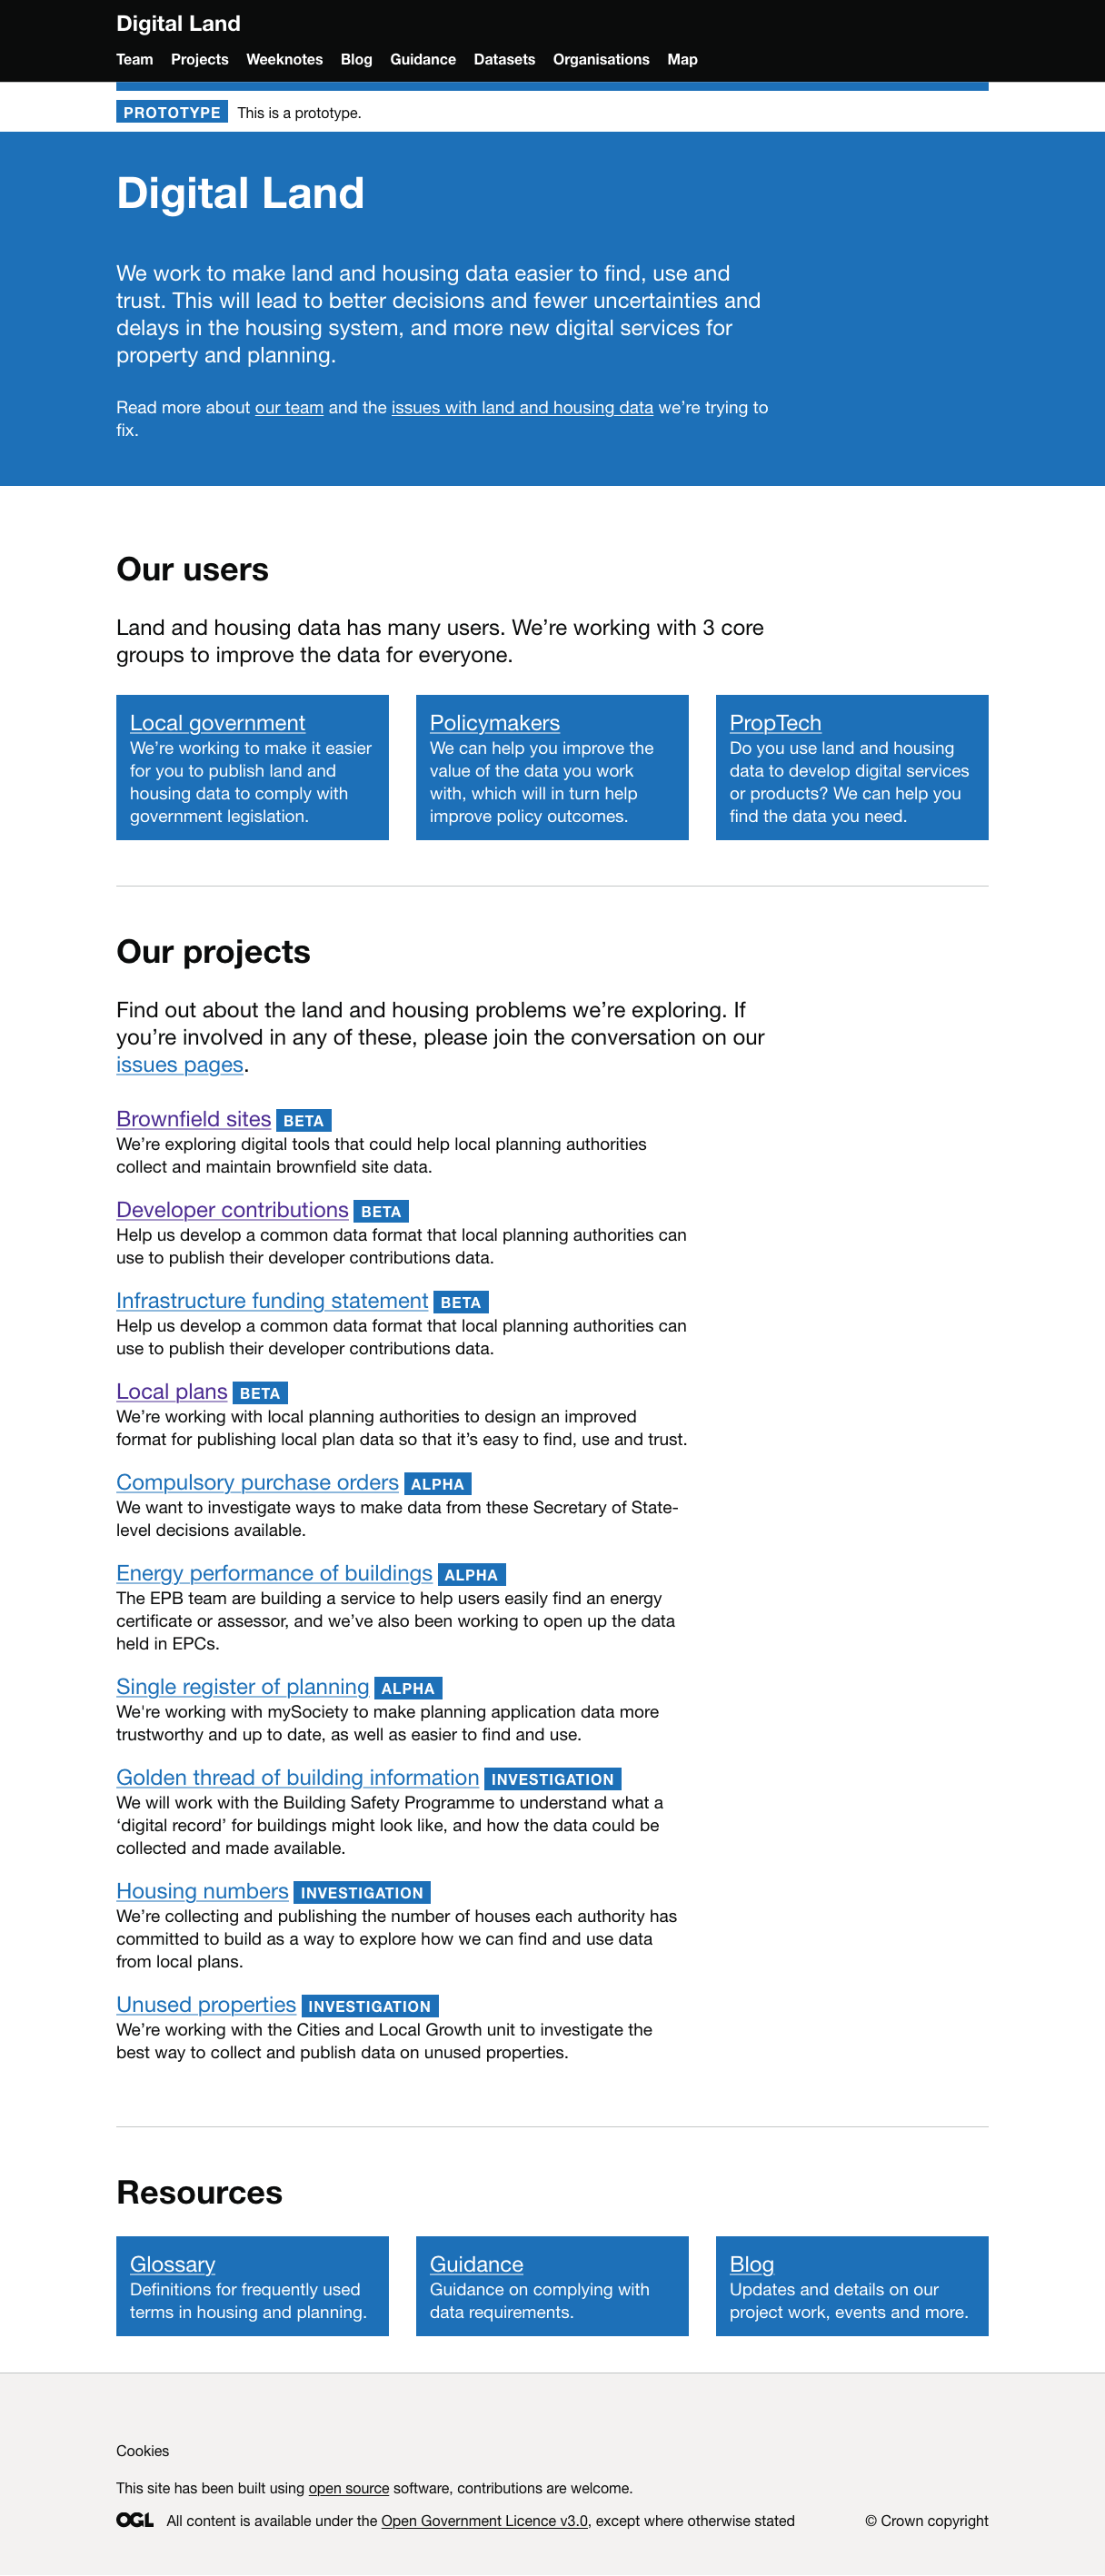 Digital Land
Team Projects Weeknotes Blog Guidance Datasets Organisations Map
PROTOTYPE This is a prototype.
Digital Land
We work to make land and housing data easier to find, use and
trust. This will lead to better decisions and fewer uncertainties and
delays in the housing system, and more new digital services for
property and planning.
Read more about our team and the issues with land and housing data we’re trying to
fix.
Our users
Land and housing data has many users. We’re working with 3 core
groups to improve the data for everyone.
Local government
We’re working to make it easier
for you to publish land and
housing data to comply with
government legislation.
Policymakers
We can help you improve the
value of the data you work
with, which will in turn help
improve policy outcomes.
PropTech
Do you use land and housing
data to develop digital services
or products? We can help you
find the data you need.
Our projects
Find out about the land and housing problems we’re exploring. If
you’re involved in any of these, please join the conversation on our
issues pages.
Brownfield sites BETA
We’re exploring digital tools that could help local planning authorities
collect and maintain brownfield site data.
Developer contributions BETA
Help us develop a common data format that local planning authorities can
use to publish their developer contributions data.
Infrastructure funding statement BETA
Help us develop a common data format that local planning authorities can
use to publish their developer contributions data.
Local plans BETA
We’re working with local planning authorities to design an improved
format for publishing local plan data so that it’s easy to find, use and trust.
Compulsory purchase orders ALPHA
We want to investigate ways to make data from these Secretary of State-
level decisions available.
Energy performance of buildings ALPHA
The EPB team are building a service to help users easily find an energy
certificate or assessor, and we’ve also been working to open up the data
held in EPCs.
Single register of planning ALPHA
We're working with mySociety to make planning application data more
trustworthy and up to date, as well as easier to find and use.
Golden thread of building information INVESTIGATION
We will work with the Building Safety Programme to understand what a
‘digital record’ for buildings might look like, and how the data could be
collected and made available.
Housing numbers INVESTIGATION
We’re collecting and publishing the number of houses each authority has
committed to build as a way to explore how we can find and use data
from local plans.
Unused properties INVESTIGATION
We’re working with the Cities and Local Growth unit to investigate the
best way to collect and publish data on unused properties.
Resources
Glossary
Definitions for frequently used
terms in housing and planning.
Guidance
Guidance on complying with
data requirements.
Blog
Updates and details on our
project work, events and more.
Cookies
This site has been built using open source software, contributions are welcome.
OGL All content is available under the Open Government Licence v3.0, except where otherwise stated © Crown copyright